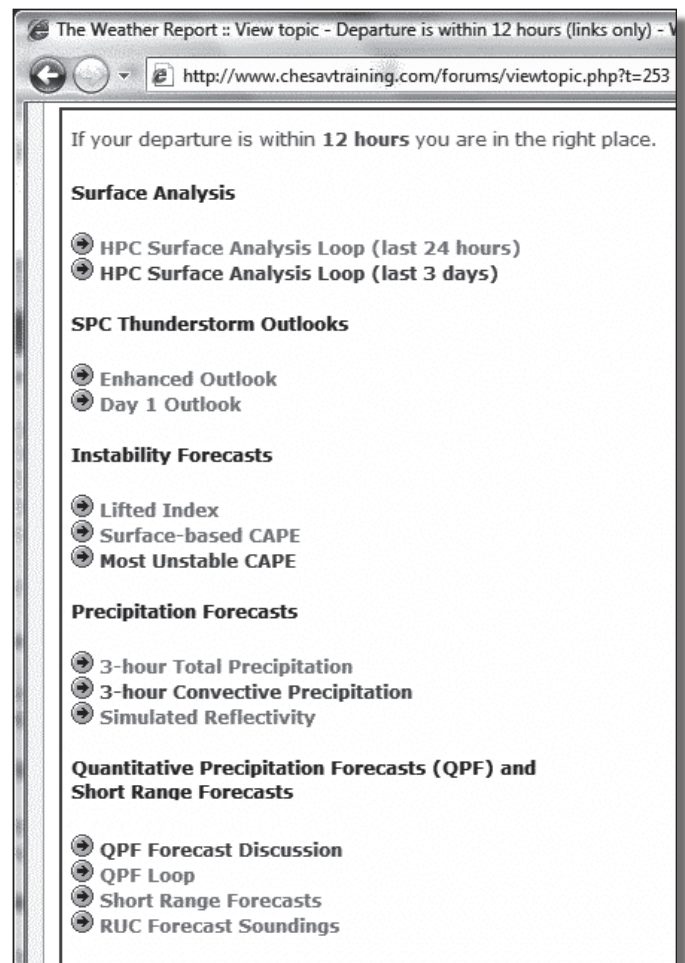 The Weather Report :: View topic - Departure is within 12 hours (links only) -
http://www.chesavtraining.com/forums/viewtopic.php?t=253
If your departure is within 12 hours you are in the right place.
Surface Analysis
HPC Surface Analysis Loop (last 24 hours)
HPC Surface Analysis Loop (last 3 days)
SPC Thunderstorm Outlooks
Enhanced Outlook
Day 1 Outlook
Instability Forecasts
Lifted Index
Surface-based CAPE
Most Unstable CAPE
Precipitation Forecasts
3-hour Total Precipitation
3-hour Convective Precipitation
Simulated Reflectivity
Quantitative Precipitation Forecasts (QPF) and
Short Range Forecasts
QPF Forecast Discussion
QPF Loop
Short Range Forecasts
RUC Forecast Soundings